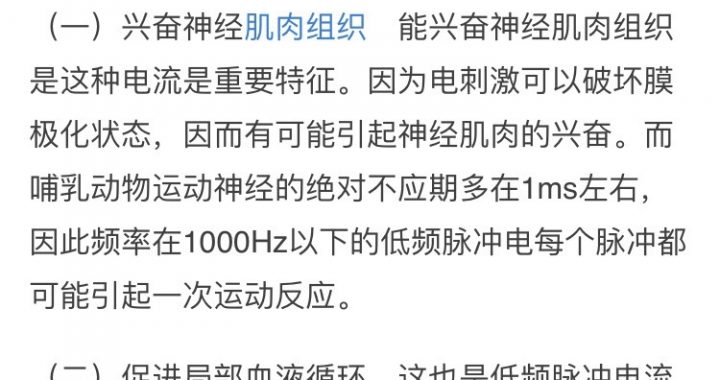 （一）兴奋神经肌肉组织　能兴奋神经肌肉组织
是这种电流是重要特征。因为电刺激可以破坏膜
极化状态，因而有可能引起神经肌肉的兴奋。而
哺乳动物运动神经的绝对不应期多在1ms左右，
因此频率在1000Hz以下的低频脉冲电每个脉冲都
可能引起一次运动反应。
（二）促进局部血液循环　这也是低频脉冲电流